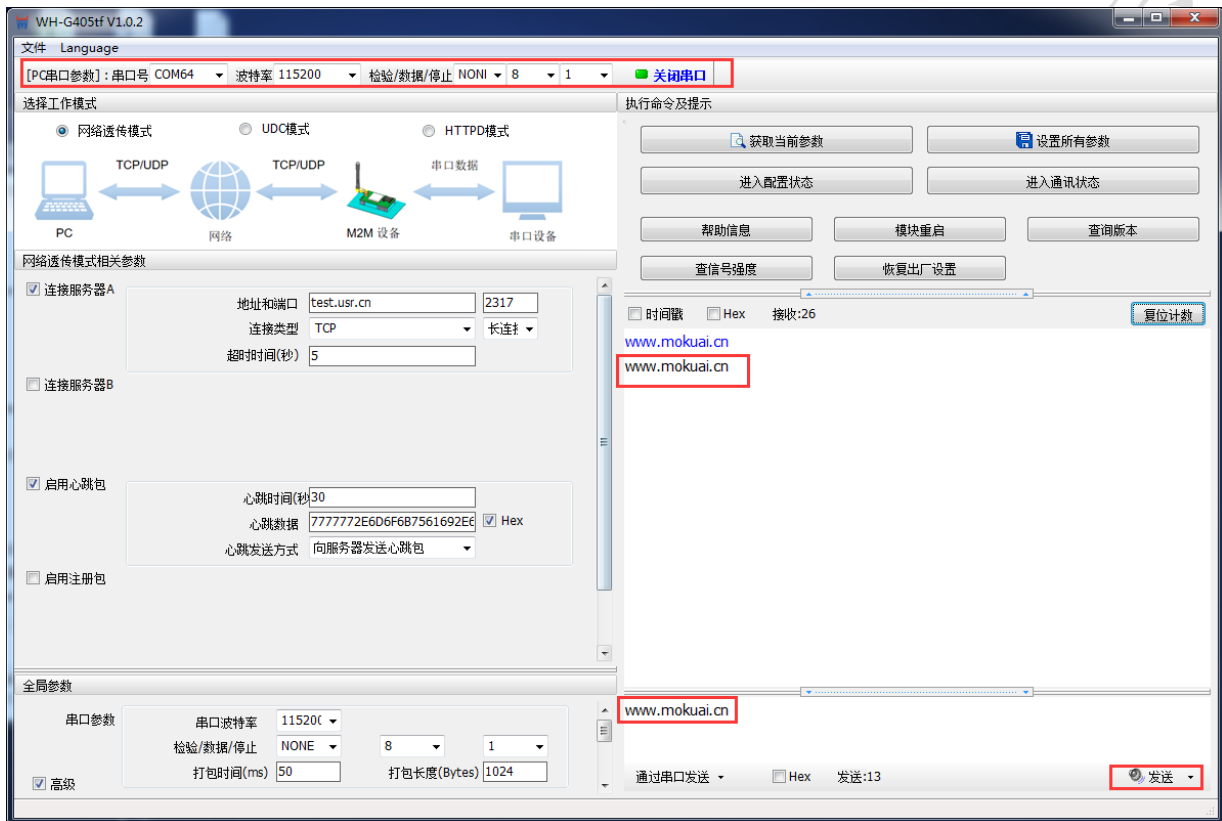 WH-G405tf V1.0.2
文件 Language
[PC串口参数]:串口号 COM64 波特率 115200 检验/数据/停止 NONI 8 1 关闭串口
选择工作模式
网络透传模式 UDC模式 HTTPD模式
TCP/UDP TCP/UDP 串口数据
PC 网络 M2M 设备 串口设备
网络透传模式相关参数
连接服务器A
地址和端口 test.usr.cn 2317
连接类型 TCP 长连
超时时间(秒) 5
连接服务器B
启用心跳包
心跳时间(秒 30
心跳数据 7777772E6D6F6B7561692E6 Hex
心跳发送方式 向服务器发送心跳包
启用注册包
全局参数
串口参数 串口波特率 11520(
检验/数据/停止 NONE 8 1
打包时间(ms) 50 打包长度(Bytes) 1024
高级
执行命令及提示
获取当前参数 设置所有参数
进入配置状态 进入通讯状态
帮助信息 模块重启 查询版本
查信号强度 恢复出厂设置
时间戳 Hex 接收:26 复位计数
www.mokuai.cn
www.mokuai.cn
www.mokuai.cn
通过串口发送 Hex 发送:13 发送